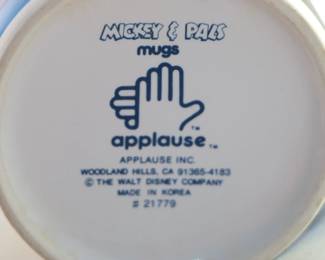 MICKEY & PALS
mugs
applause™
APPLAUSE INC.
WOODLAND HILLS, CA 91365-4183
© THE WALT DISNEY COMPANY
MADE IN KOREA
# 21779